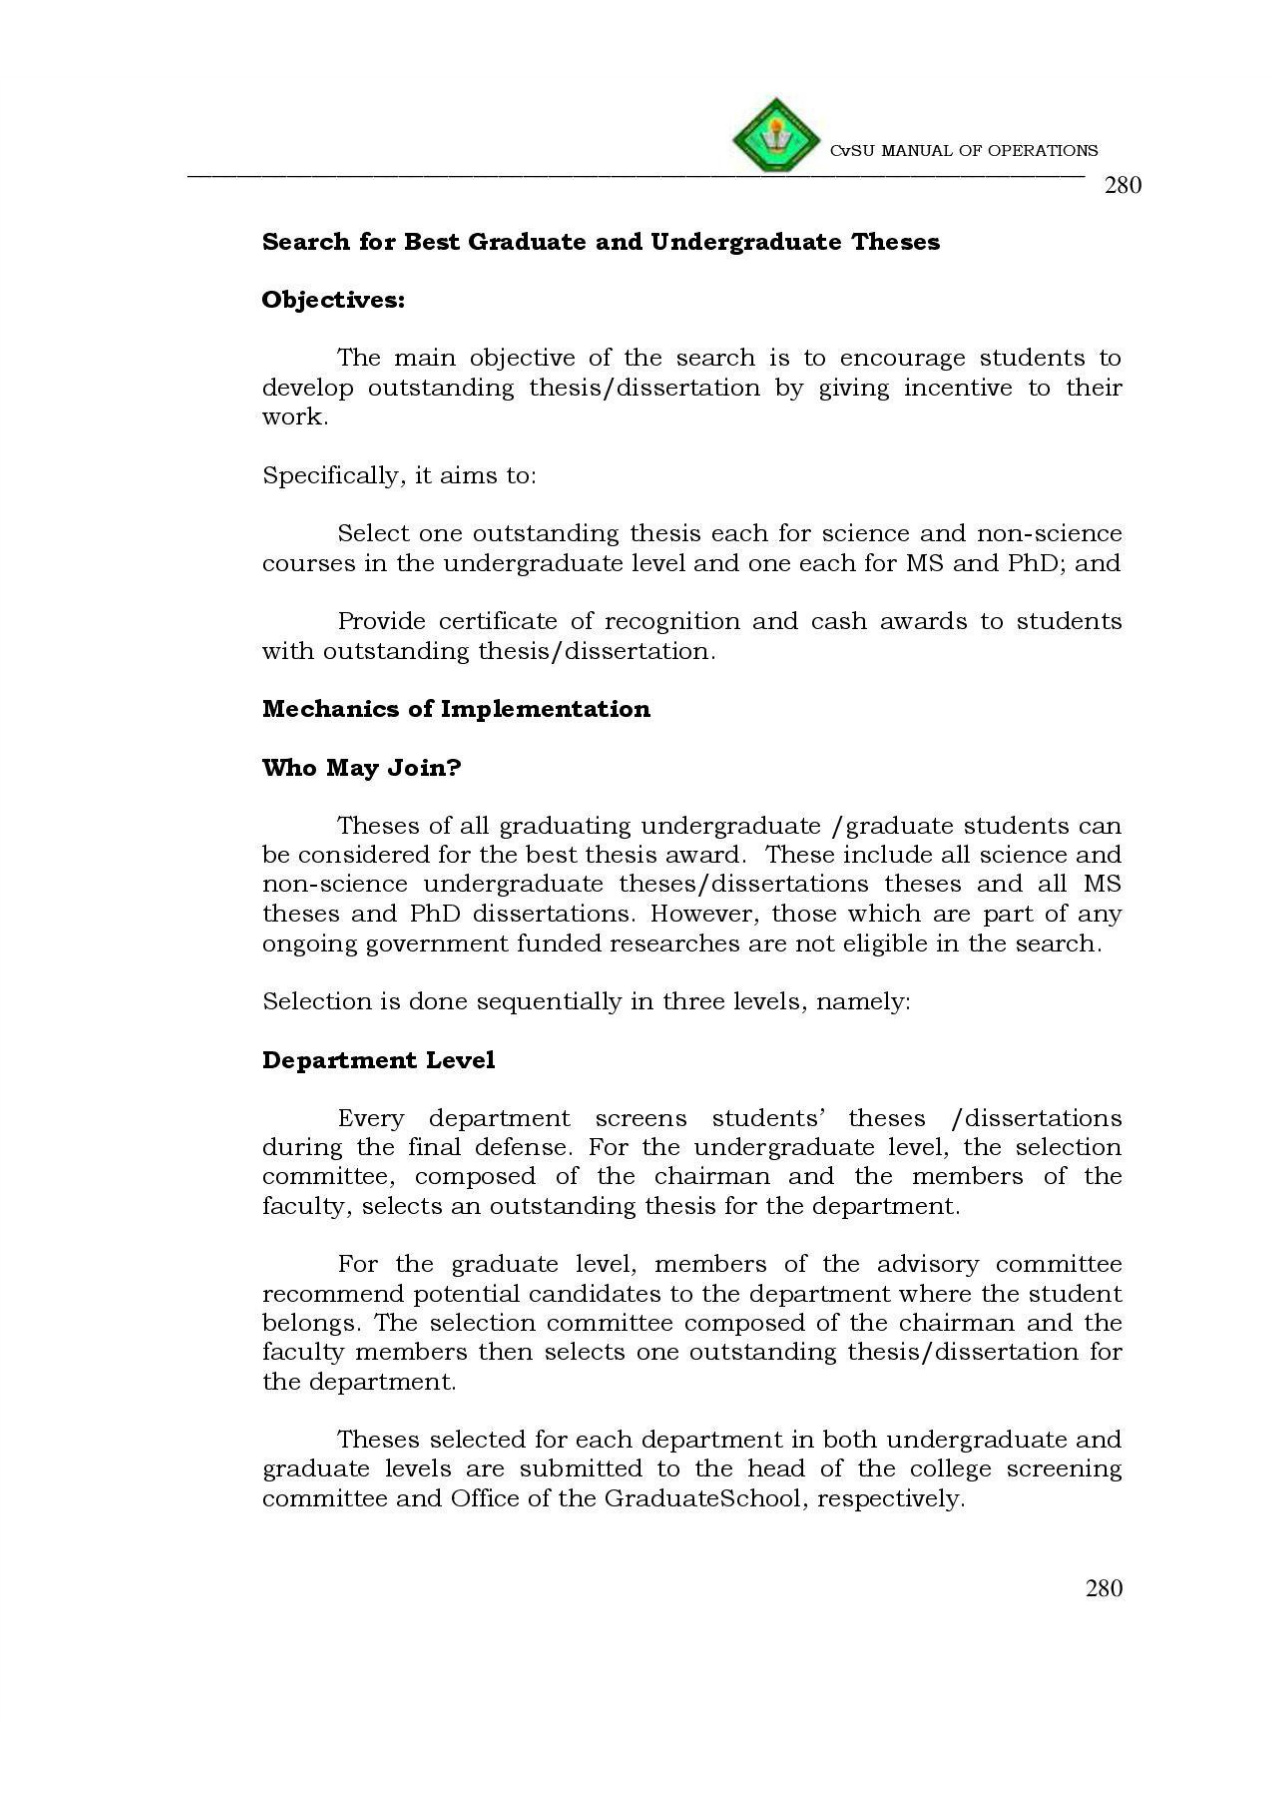 CvSU MANUAL OF OPERATIONS
280
Search for Best Graduate and Undergraduate Theses
Objectives:
The main objective of the search is to encourage students to
develop outstanding thesis/dissertation by giving incentive to their
work.
Specifically, it aims to:
Select one outstanding thesis each for science and non-science
courses in the undergraduate level and one each for MS and PhD; and
Provide certificate of recognition and cash awards to students
with outstanding thesis/dissertation.
Mechanics of Implementation
Who May Join?
Theses of all graduating undergraduate /graduate students can
be considered for the best thesis award.  These include all science and
non-science undergraduate theses/dissertations theses and all MS
theses and PhD dissertations. However, those which are part of any
ongoing government funded researches are not eligible in the search.
Selection is done sequentially in three levels, namely:
Department Level
Every department screens students’ theses /dissertations
during the final defense. For the undergraduate level, the selection
committee, composed of the chairman and the members of the
faculty, selects an outstanding thesis for the department.
For the graduate level, members of the advisory committee
recommend potential candidates to the department where the student
belongs. The selection committee composed of the chairman and the
faculty members then selects one outstanding thesis/dissertation for
the department.
Theses selected for each department in both undergraduate and
graduate levels are submitted to the head of the college screening
committee and Office of the GraduateSchool, respectively.
280